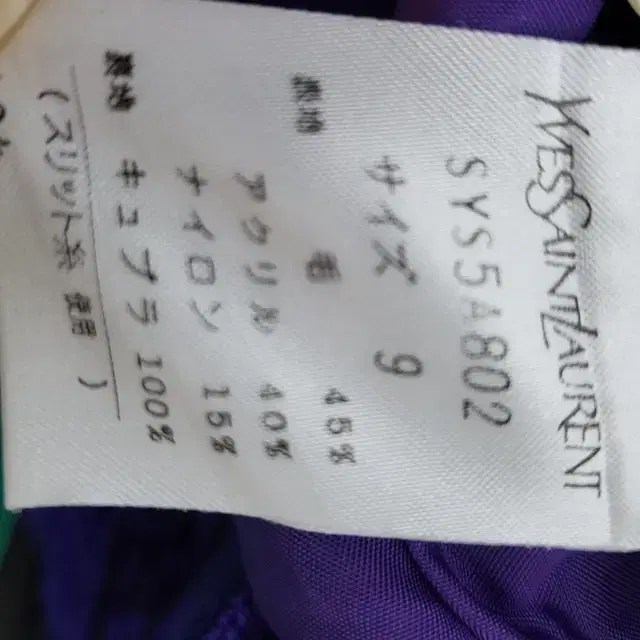 YVES SAINT LAURENT
SYS5A802
サイズ 9
表地 毛 45%
アクリル 40%
ナイロン 15%
裏地 キュプラ 100%
(スリット糸使用)